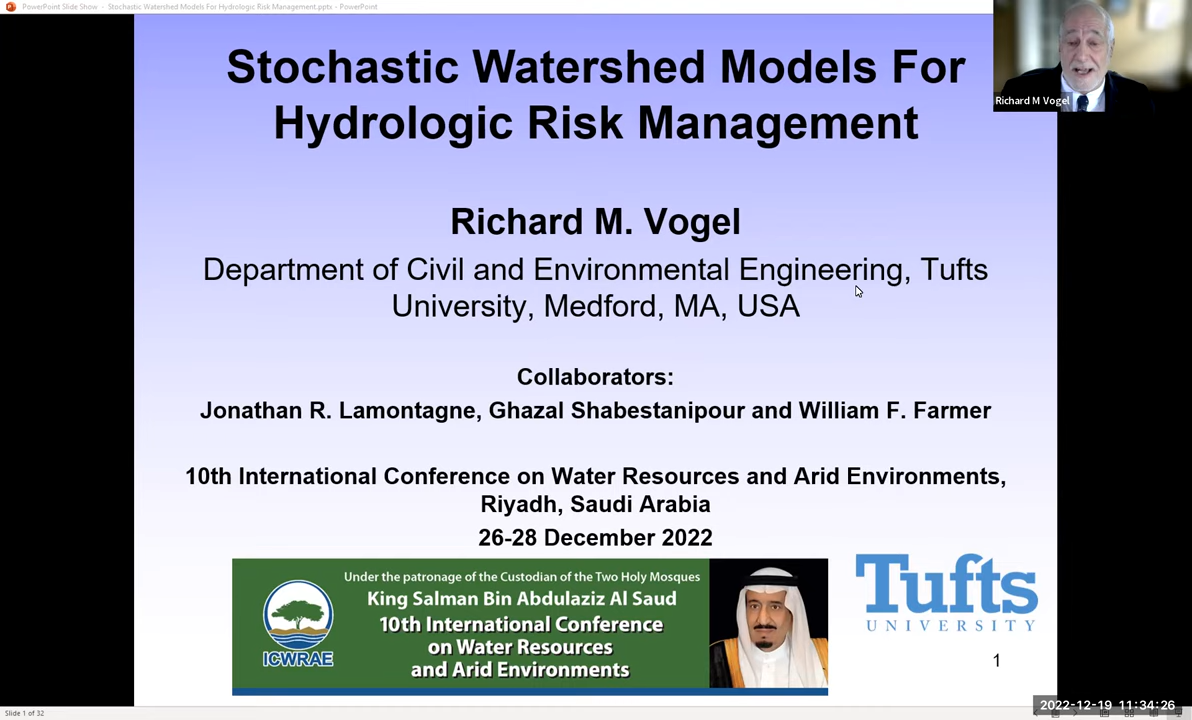 PowerPoint Slide Show - Stochastic Watershed Models For Hydrologic Risk Management.pptx - PowerPoint
Stochastic Watershed Models For
Hydrologic Risk Management
Richard M Vogel
Richard M. Vogel
Department of Civil and Environmental Engineering, Tufts
University, Medford, MA, USA
Collaborators:
Jonathan R. Lamontagne, Ghazal Shabestanipour and William F. Farmer
10th International Conference on Water Resources and Arid Environments,
Riyadh, Saudi Arabia
26-28 December 2022
Under the patronage of the Custodian of the Two Holy Mosques
King Salman Bin Abdulaziz Al Saud
10th International Conference
on Water Resources
and Arid Environments
ICWRAE
Tufts
UNIVERSITY
1
Slide 1 of 32
2022-12-19 11:34:26